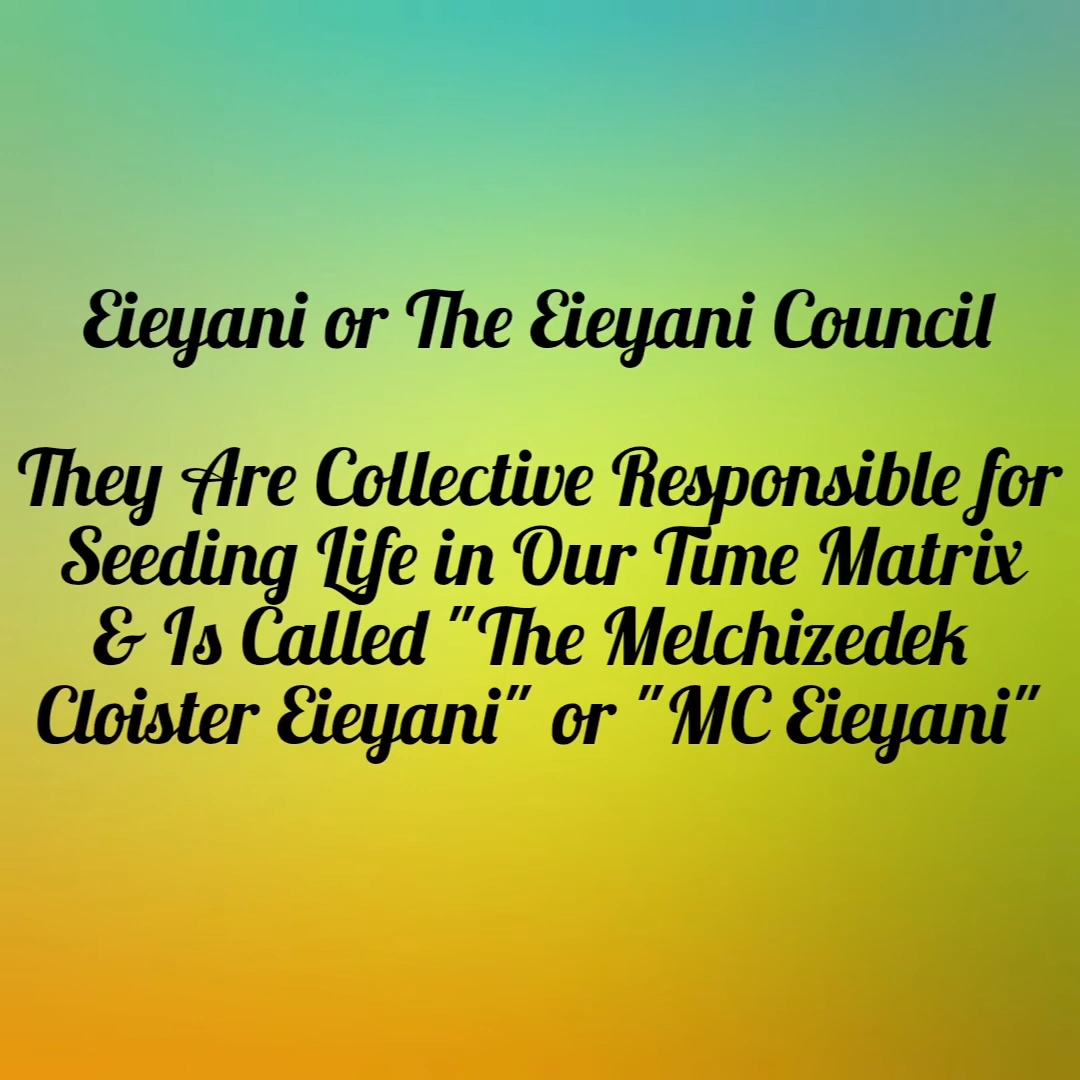 Eieyani or The Eieyani Council
They Are Collective Responsible for
Seeding Life in Our Time Matrix
& Is Called "The Melchizedek
Cloister Eieyani" or "MC Eieyani"